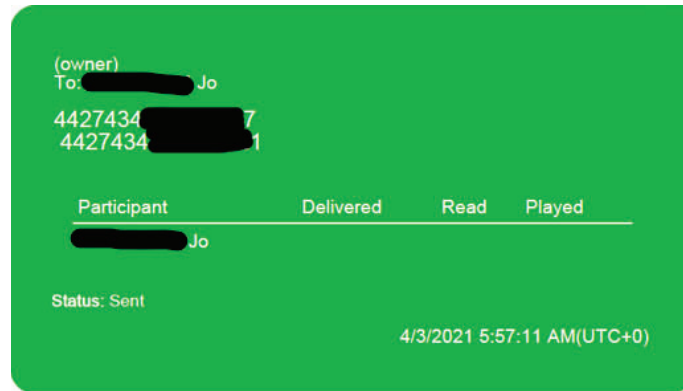 (owner)
To: Jo
4427434 7
4427434 1
Participant Delivered Read Played
Jo
Status: Sent
4/3/2021 5:57:11 AM(UTC+0)